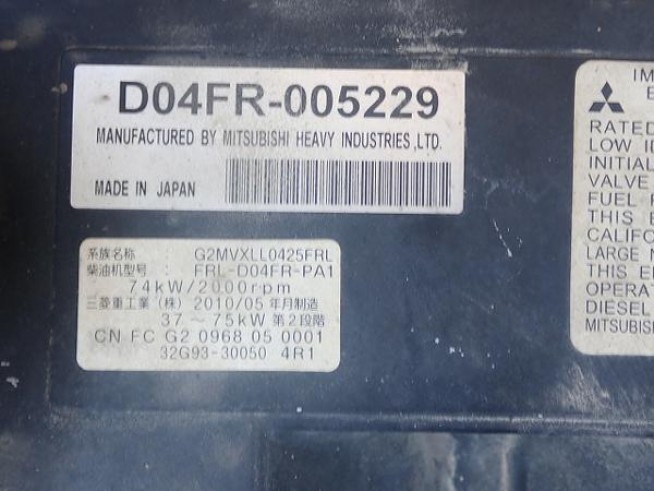 D04FR-005229
MANUFACTURED BY MITSUBISHI HEAVY INDUSTRIES,LTD.
MADE IN JAPAN
系族名称 : G2MVXLL0425FRL
柴油机型号: FRL-D04FR-PA1
74kW/2000rpm
三菱重工業(株) 2010/05 年月制造
37~75kW 第2段階
CN FC G2 0968 05 0001
32G93-30050 4R1
IM
E
RATED
LOW ID
INITIAL
VALVE
FUEL
THIS E
CALIFO
LARGE N
THIS E
OPERAT
DIESEL
MITSUBISH